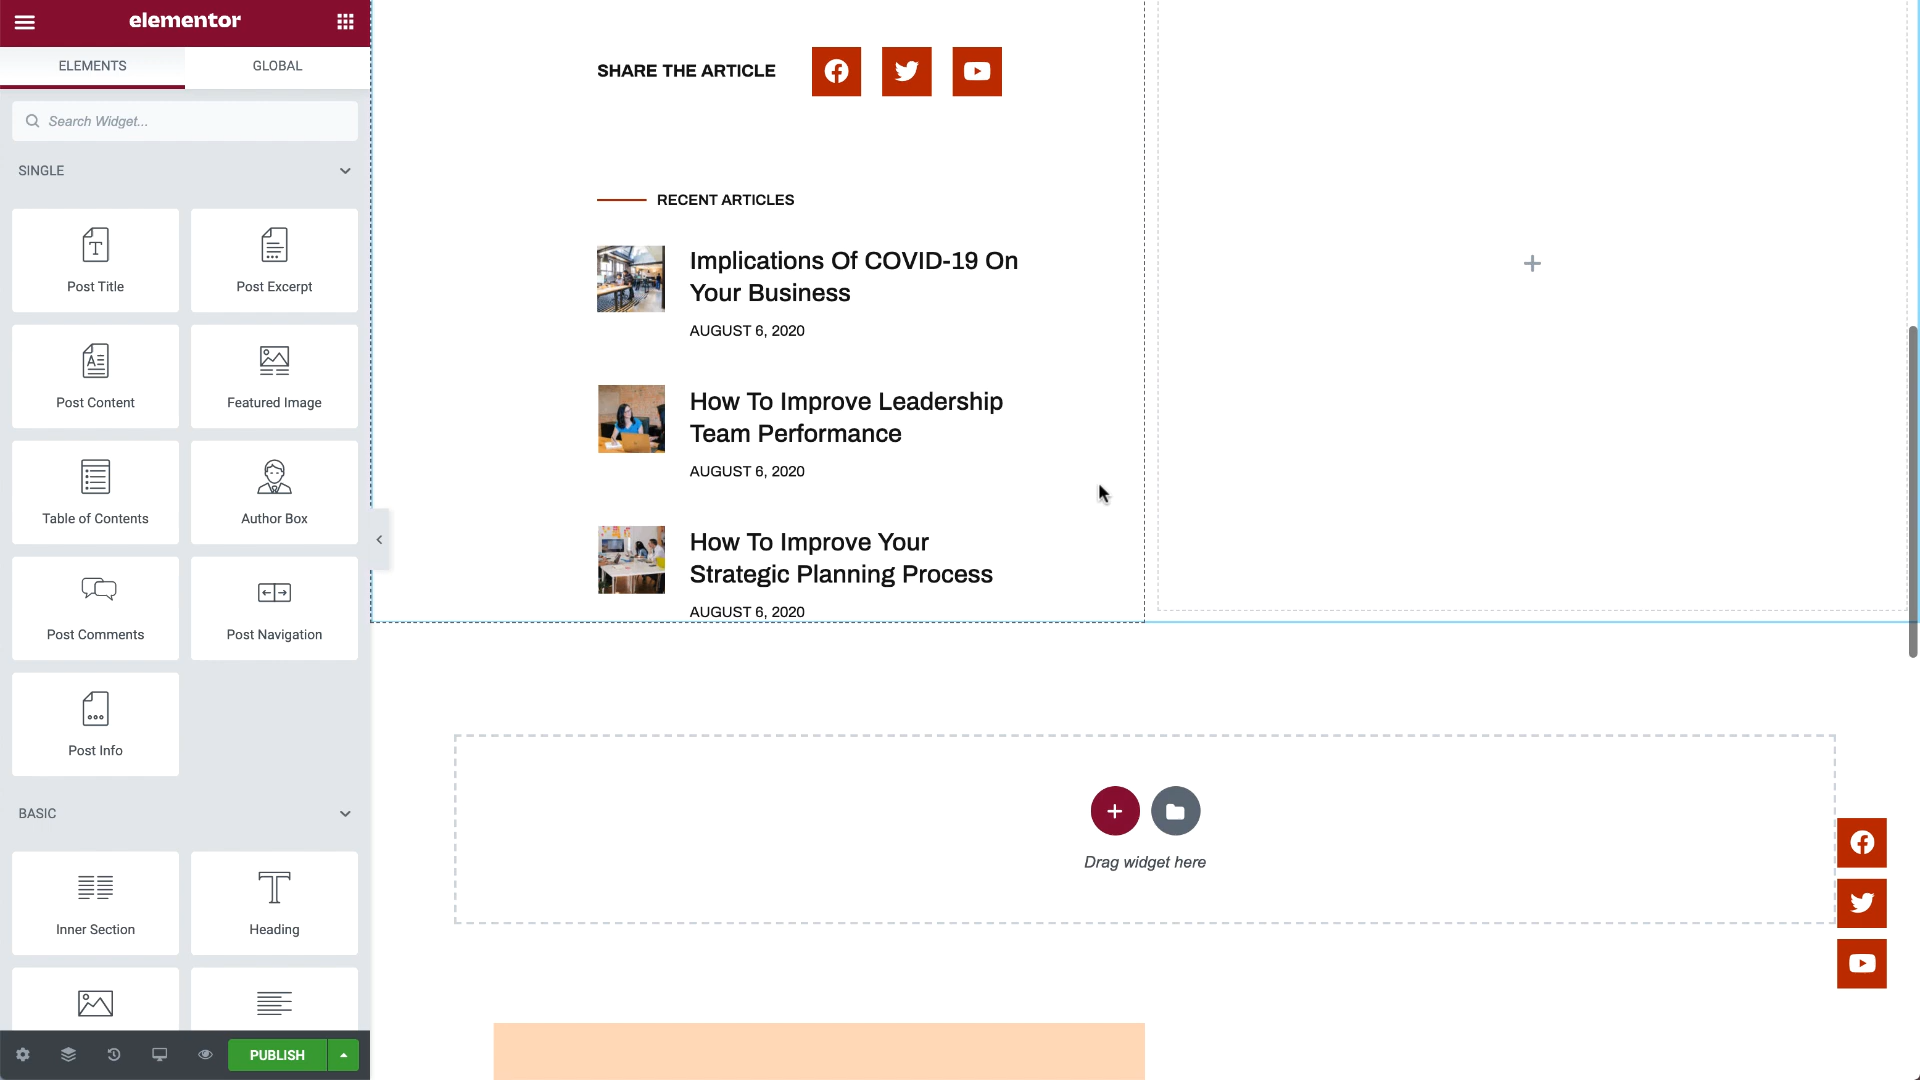 elementor
ELEMENTS
GLOBAL
Search Widget...
SINGLE
Post Title
Post Excerpt
Post Content
Featured Image
Table of Contents
Author Box
Post Comments
Post Navigation
Post Info
BASIC
Inner Section
Heading
PUBLISH
SHARE THE ARTICLE
RECENT ARTICLES
Implications Of COVID-19 On
Your Business
AUGUST 6, 2020
How To Improve Leadership
Team Performance
AUGUST 6, 2020
How To Improve Your
Strategic Planning Process
AUGUST 6, 2020
Drag widget here